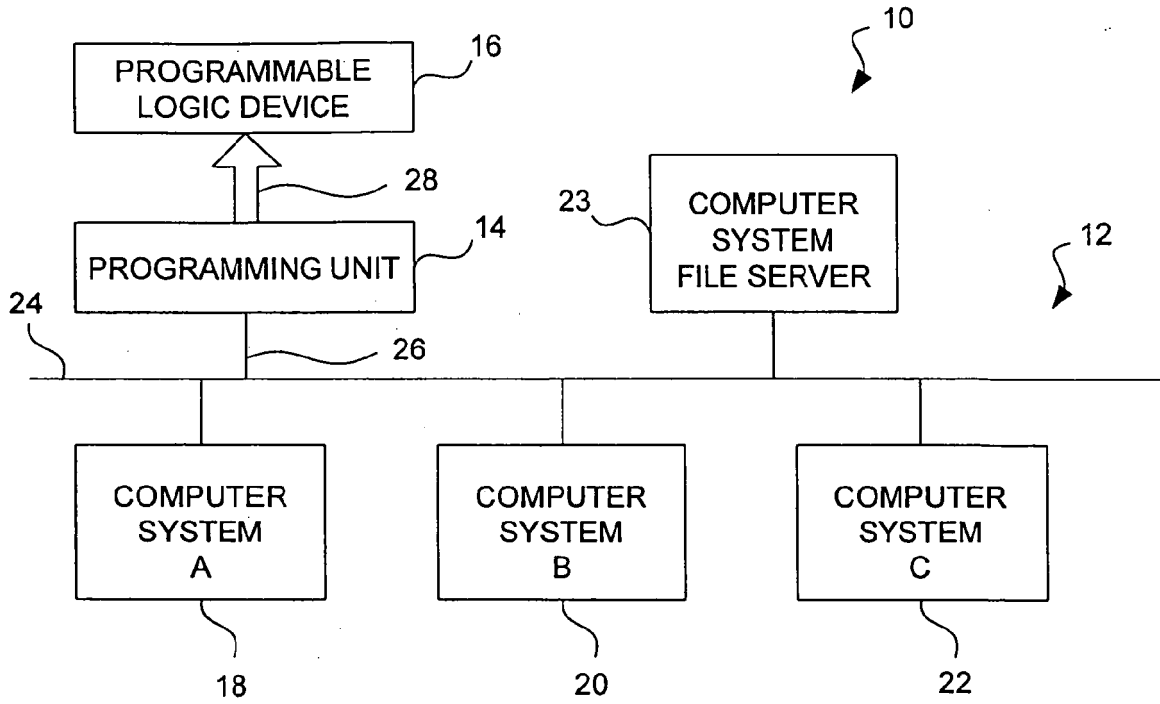 10
16
PROGRAMMABLE
LOGIC DEVICE
28
23
COMPUTER
SYSTEM
FILE SERVER
14
PROGRAMMING UNIT
12
24
26
COMPUTER
SYSTEM
A
COMPUTER
SYSTEM
B
COMPUTER
SYSTEM
C
18
20
22